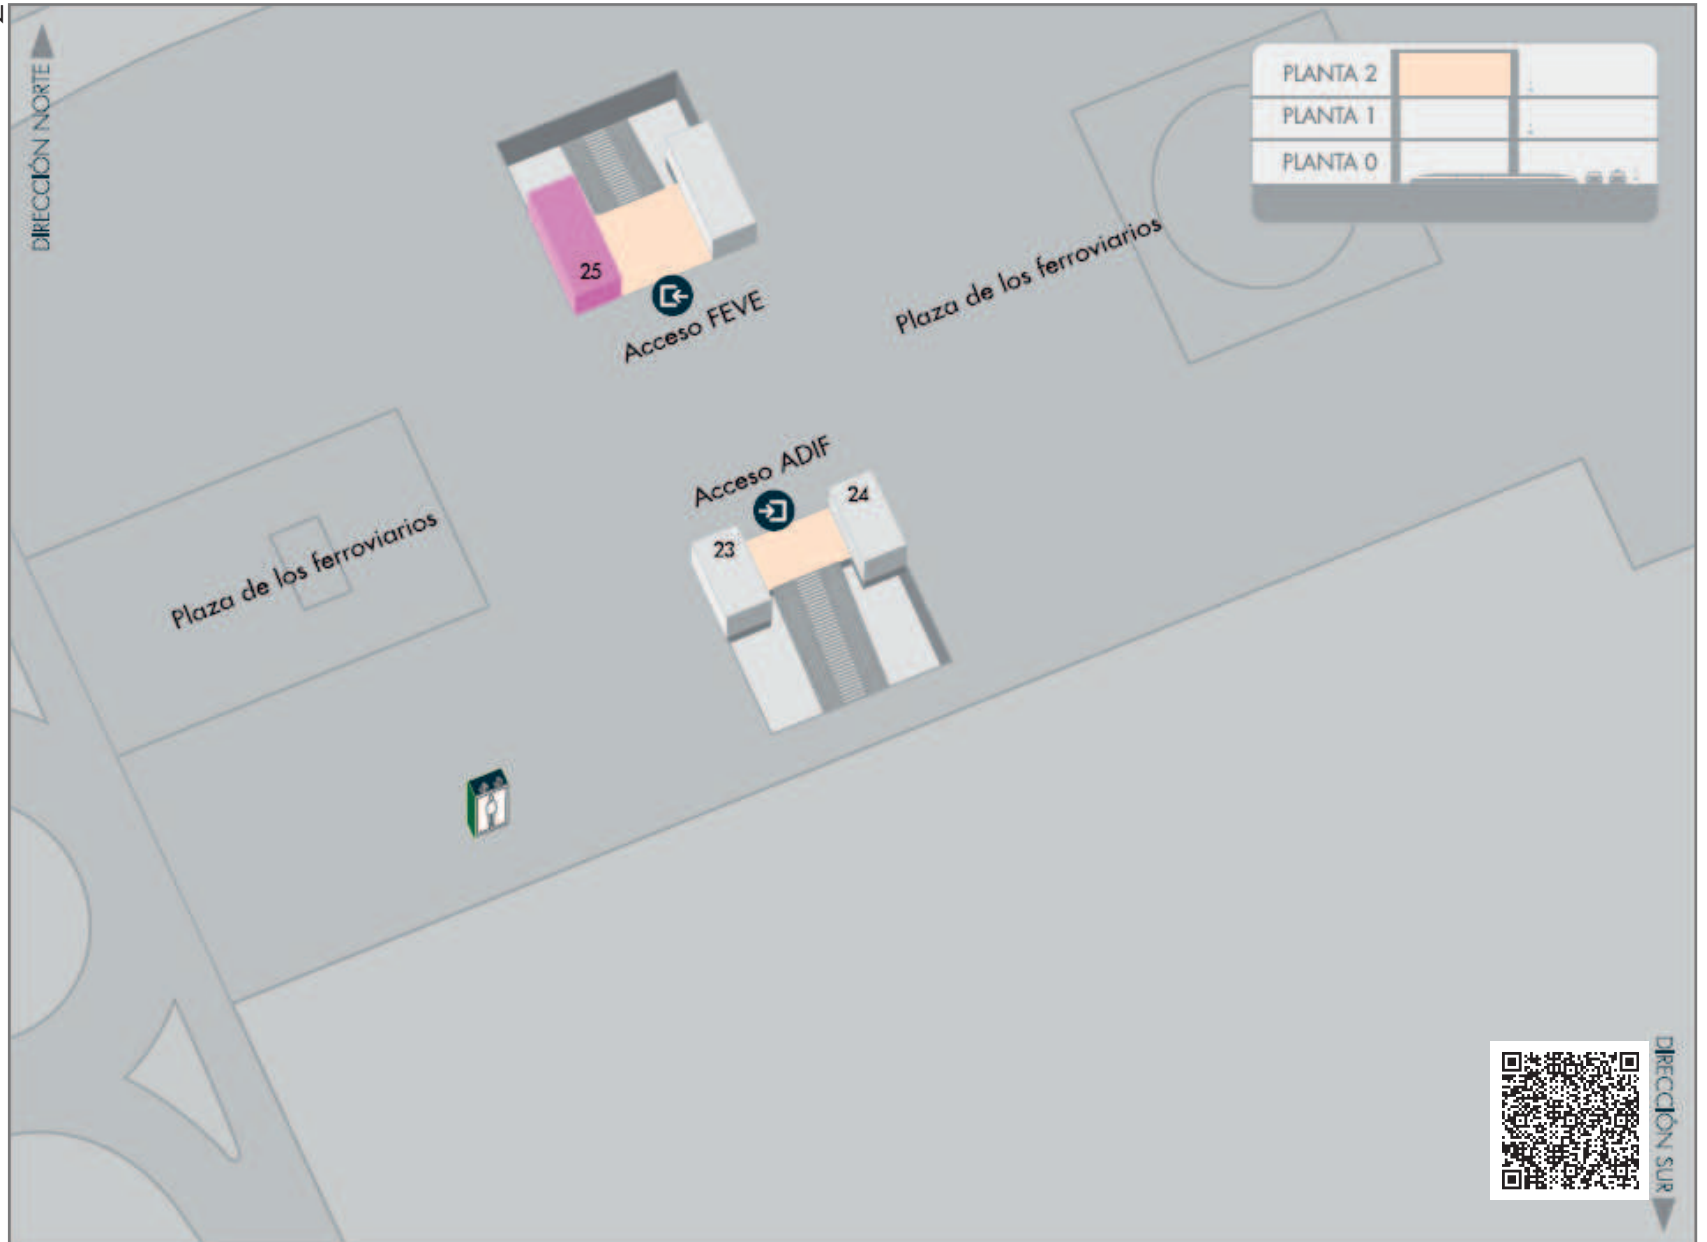 N
DIRECCIÓN NORTE
PLANTA 2
PLANTA 1
PLANTA 0
Plaza de los ferroviarios
25
Acceso FEVE
Acceso ADIF
24
23
Plaza de los ferroviarios
DIRECCIÓN SUR